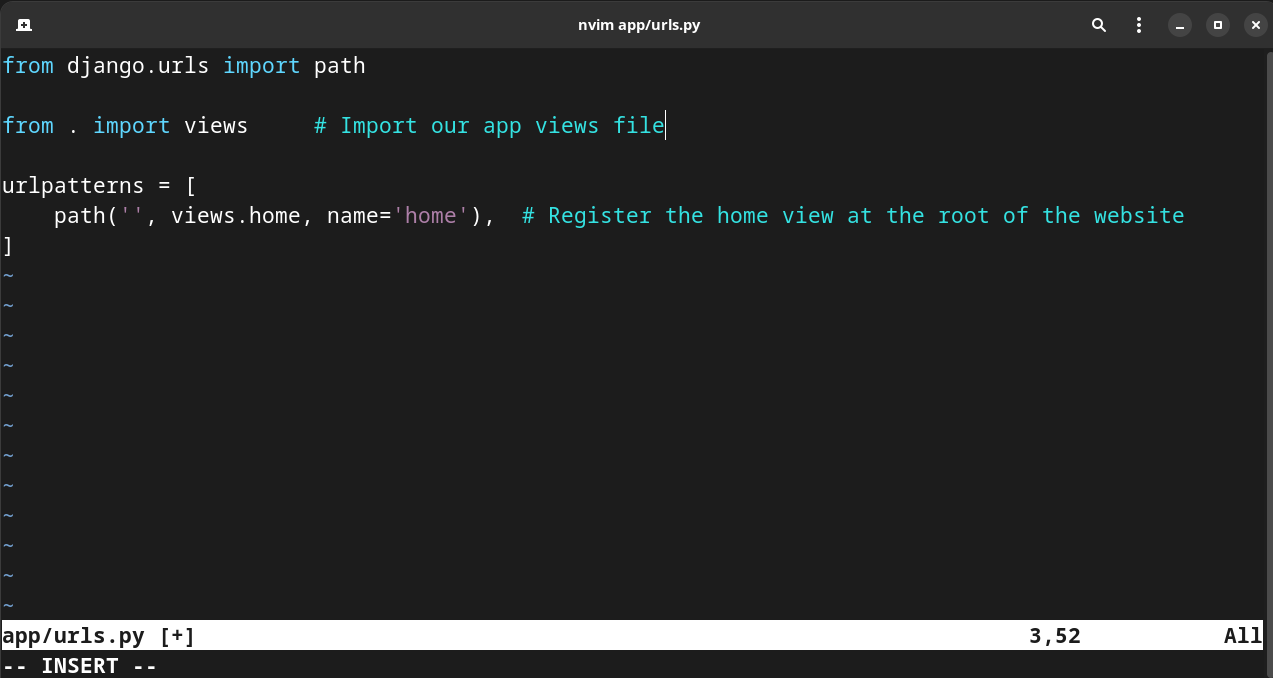 nvim app/urls.py
from django.urls import path
from . import views     # Import our app views file
urlpatterns = [
    path('', views.home, name='home'),  # Register the home view at the root of the website
]
~
~
~
~
~
~
~
~
~
~
~
~
app/urls.py [+] 3,52 All
-- INSERT --